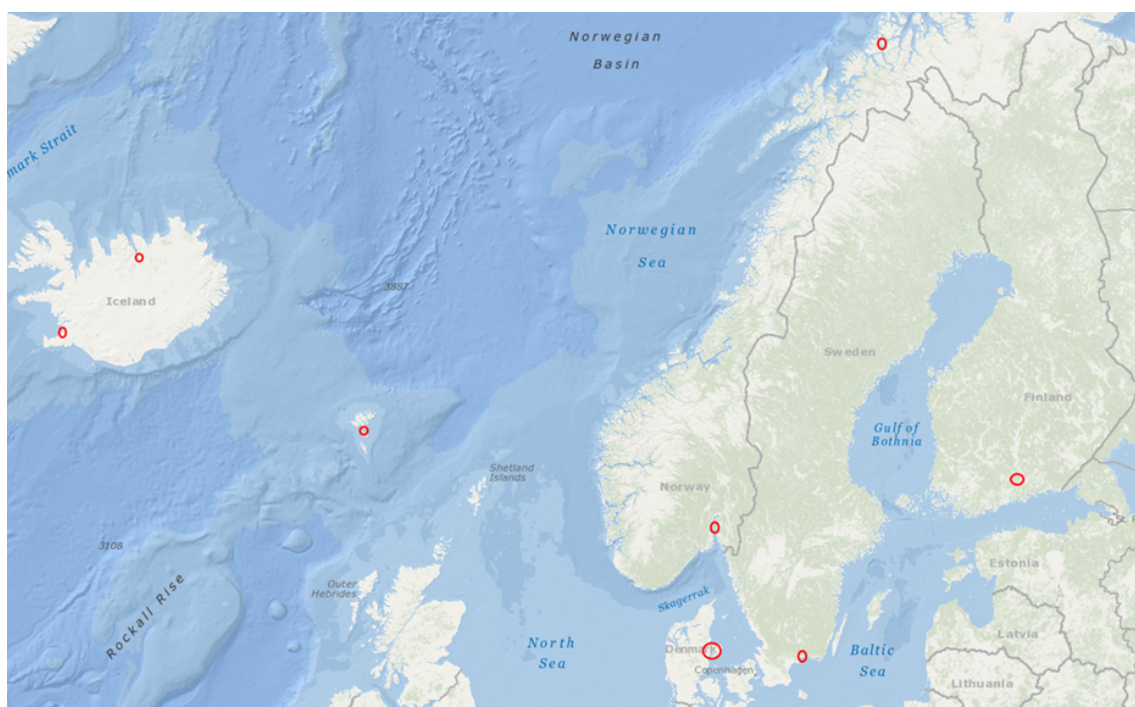 Norwegian
Basin
mark Strait
Norwegian
Sea
3887
Iceland
Sweden
Finland
Gulf of
Bothnia
Shetland
Islands
Norway
3108
Outer
Hebrides
Rockall Rise
Estonia
Skagerrak
North
Sea
Denmark
Copenhagen
Baltic
Sea
Latvia
Lithuania